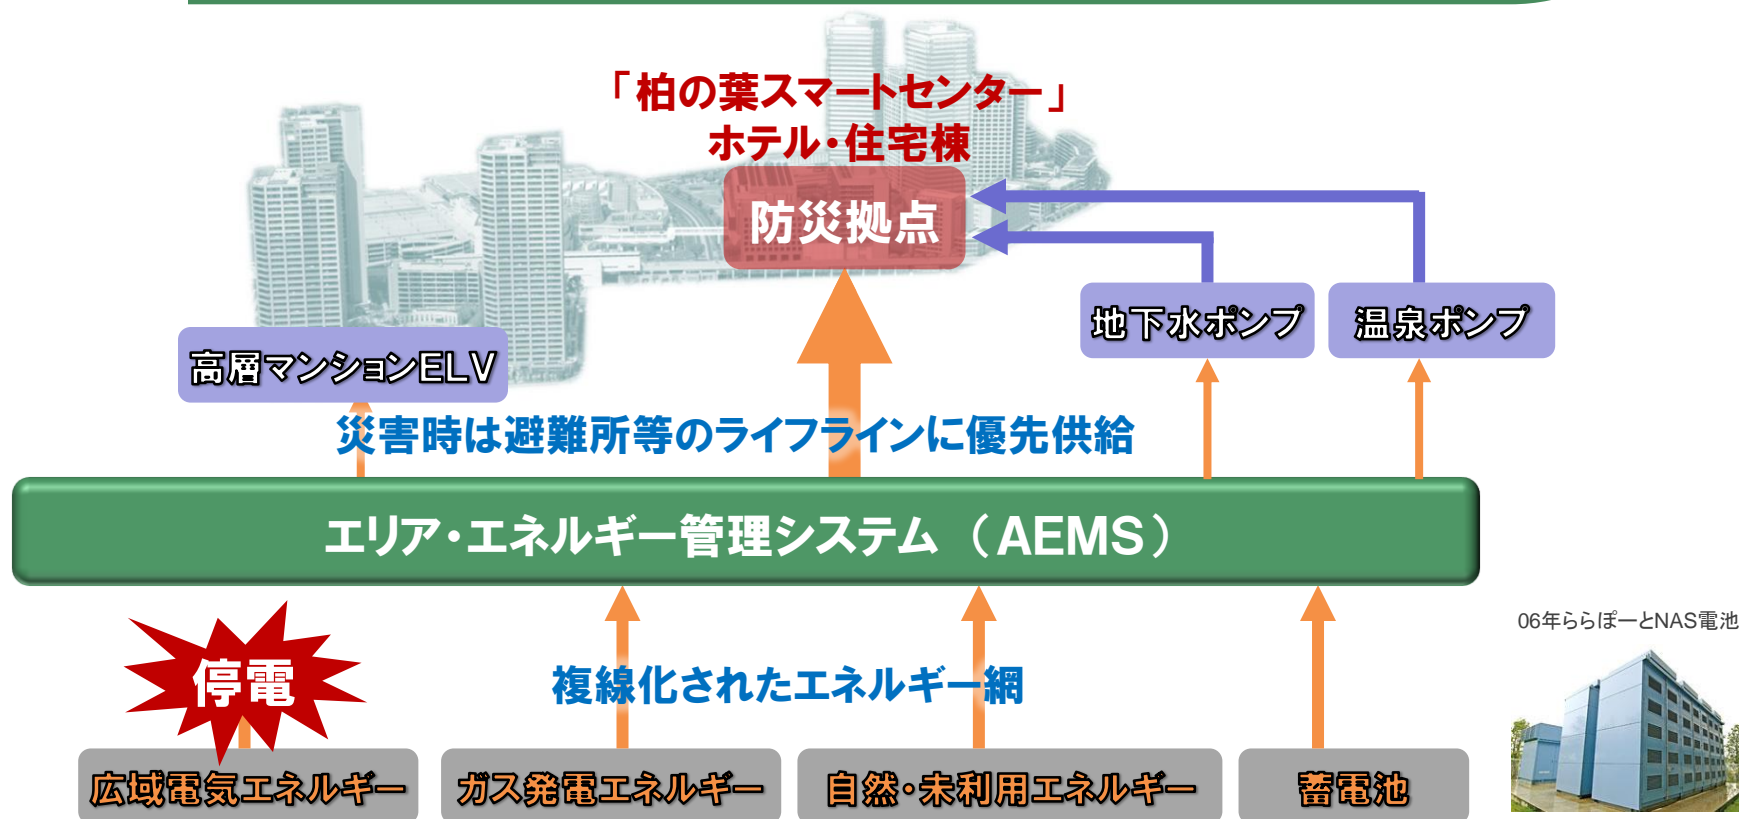 「柏の葉スマートセンター」
ホテル・住宅棟
防災拠点
地下水ポンプ
温泉ポンプ
高層マンションELV
災害時は避難所等のライフラインに優先供給
エリア・エネルギー管理システム（AEMS）
06年ららぽーとNAS電池
停電
複線化されたエネルギー網
広域電気エネルギー
ガス発電エネルギー
自然・未利用エネルギー
蓄電池